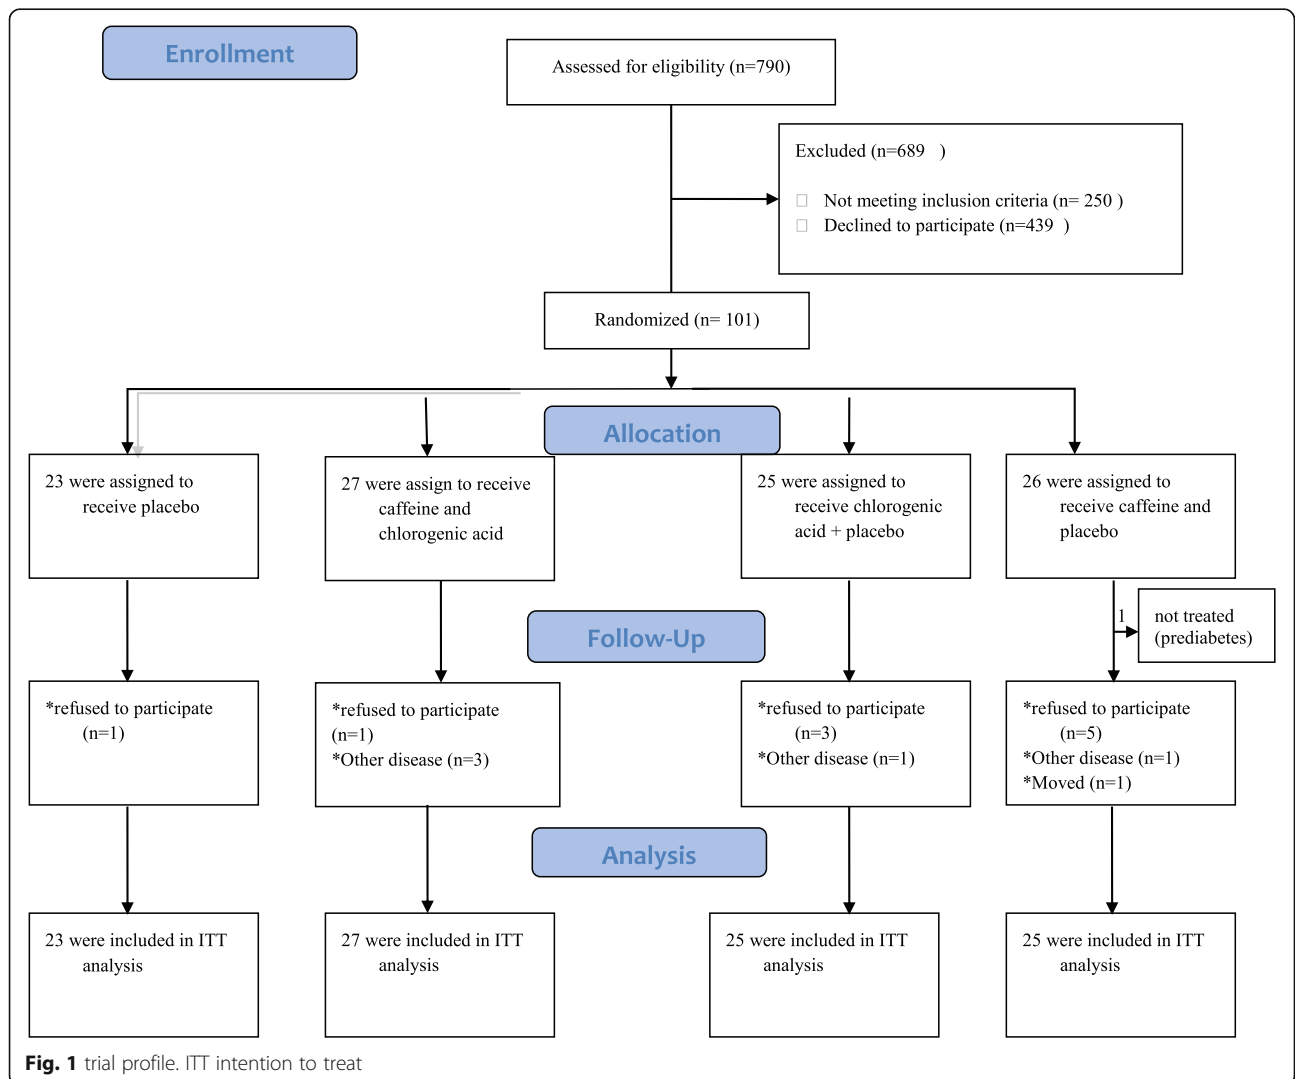 Enrollment
Assessed for eligibility (n=790)
Excluded (n=689 )
Not meeting inclusion criteria (n= 250 )
Declined to participate (n=439 )
Randomized (n= 101)
Allocation
23 were assigned to
receive placebo
27 were assign to receive
caffeine and
chlorogenic acid
25 were assigned to
receive chlorogenic
acid + placebo
26 were assigned to
receive caffeine and
placebo
1
not treated
(prediabetes)
Follow-Up
*refused to participate
(n=1)
*refused to participate
(n=1)
*Other disease (n=3)
*refused to participate
(n=3)
*Other disease (n=1)
*refused to participate
(n=5)
*Other disease (n=1)
*Moved (n=1)
Analysis
23 were included in ITT
analysis
27 were included in ITT
analysis
25 were included in ITT
analysis
25 were included in ITT
analysis
Fig. 1 trial profile. ITT intention to treat